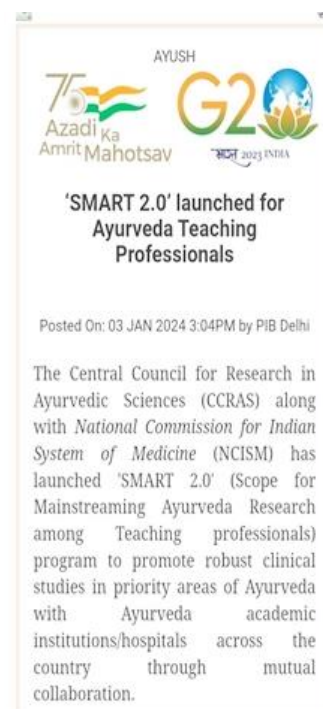 AYUSH
75
Azadi Ka
Amrit Mahotsav
G20
भारत 2023 INDIA
‘SMART 2.0’ launched for
Ayurveda Teaching
Professionals
Posted On: 03 JAN 2024 3:04PM by PIB Delhi
The Central Council for Research in
Ayurvedic Sciences (CCRAS) along
with National Commission for Indian
System of Medicine (NCISM) has
launched 'SMART 2.0' (Scope for
Mainstreaming Ayurveda Research
among Teaching professionals)
program to promote robust clinical
studies in priority areas of Ayurveda
with Ayurveda academic
institutions/hospitals across the
country through mutual
collaboration.